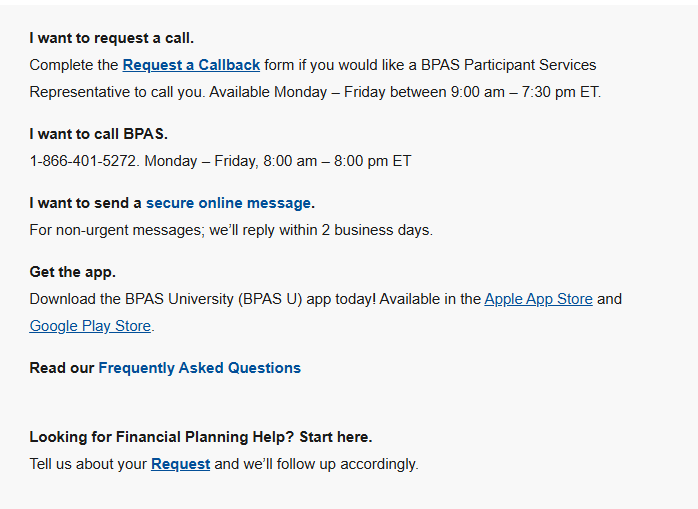 I want to request a call.
Complete the Request a Callback form if you would like a BPAS Participant Services
Representative to call you. Available Monday – Friday between 9:00 am – 7:30 pm ET.
I want to call BPAS.
1-866-401-5272. Monday – Friday, 8:00 am – 8:00 pm ET
I want to send a secure online message.
For non-urgent messages; we’ll reply within 2 business days.
Get the app.
Download the BPAS University (BPAS U) app today! Available in the Apple App Store and
Google Play Store.
Read our Frequently Asked Questions
Looking for Financial Planning Help? Start here.
Tell us about your Request and we’ll follow up accordingly.